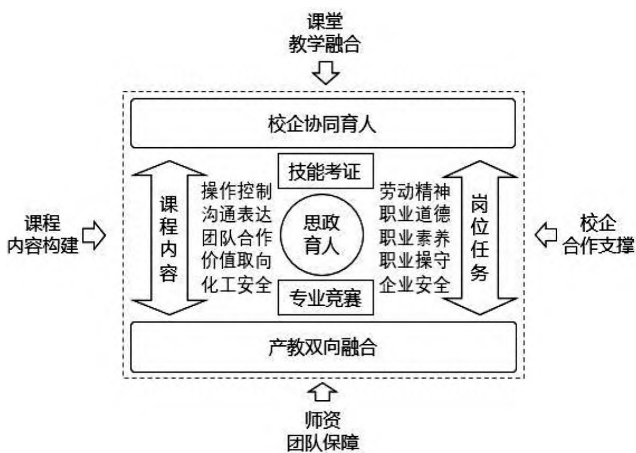 课堂
教学融合
校企协同育人
技能考证
课程
内容构建
课程内容
操作控制
沟通表达
团队合作
价值取向
化工安全
思政
育人
劳动精神
职业道德
职业素养
职业操守
企业安全
岗位任务
校企
合作支撑
专业竞赛
产教双向融合
师资
团队保障